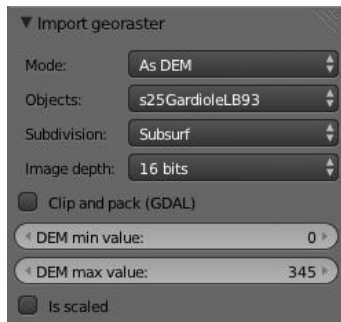 Import georaster
Mode: As DEM
Objects: s25GardioleLB93
Subdivision: Subsurf
Image depth: 16 bits
Clip and pack (GDAL)
DEM min value: 0
DEM max value: 345
Is scaled